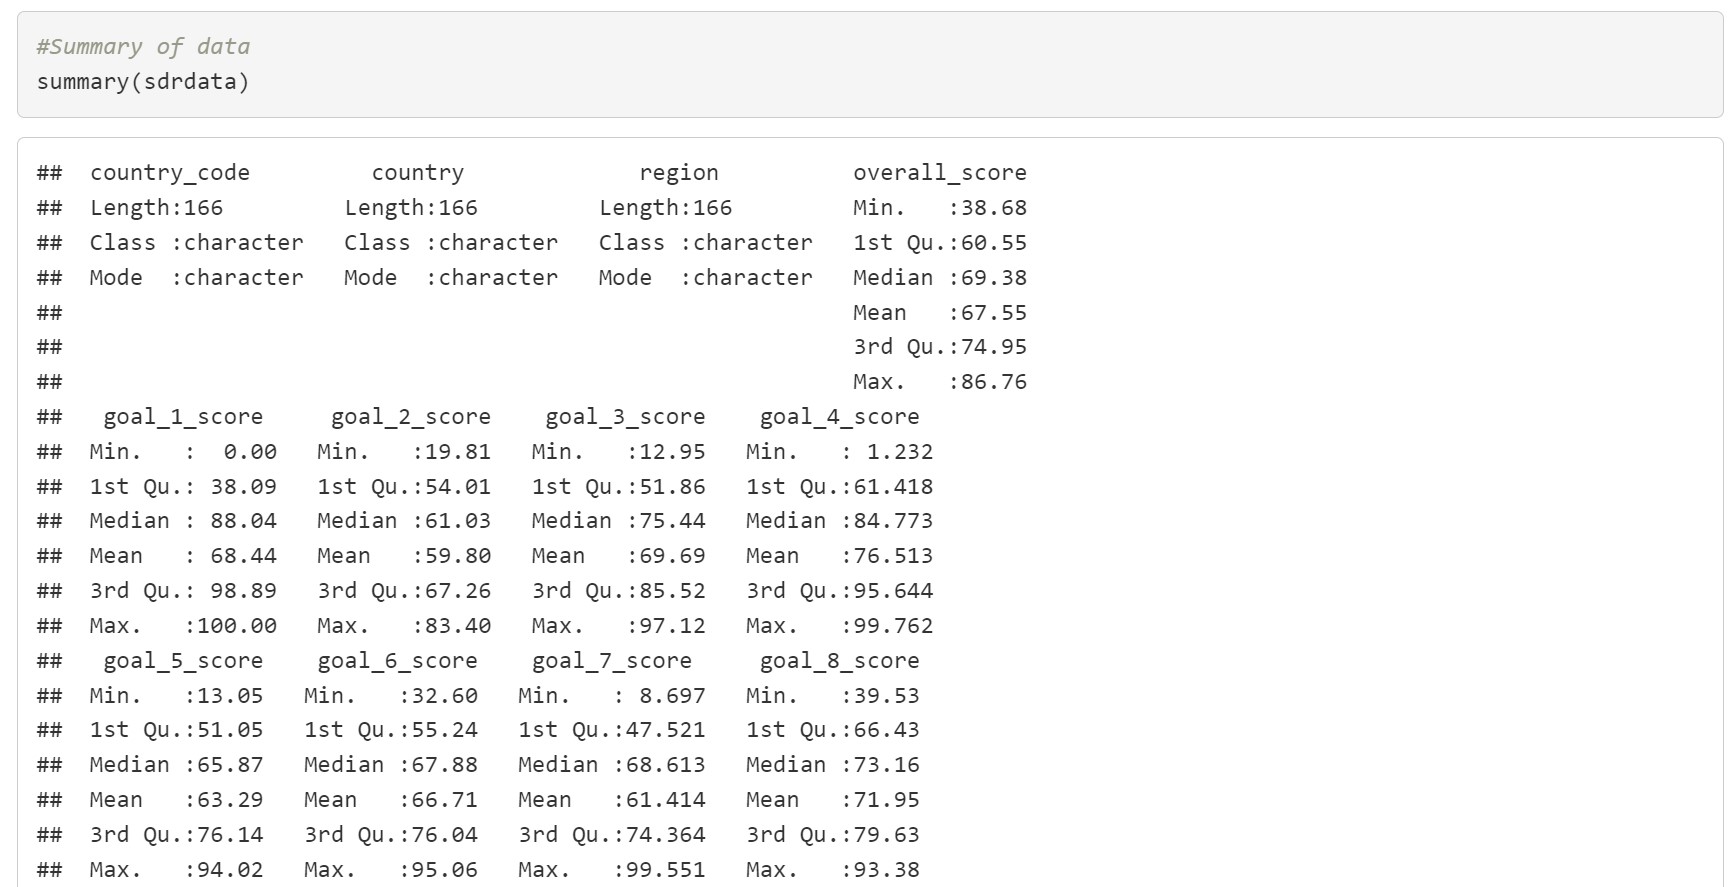 #Summary of data
summary(sdrdata)
##  country_code         country             region          overall_score
##  Length:166         Length:166         Length:166         Min.   :38.68
##  Class :character   Class :character   Class :character   1st Qu.:60.55
##  Mode  :character   Mode  :character   Mode  :character   Median :69.38
##                                                           Mean   :67.55
##                                                           3rd Qu.:74.95
##                                                           Max.   :86.76
##   goal_1_score     goal_2_score    goal_3_score    goal_4_score
##  Min.   :  0.00   Min.   :19.81   Min.   :12.95   Min.   : 1.232
##  1st Qu.: 38.09   1st Qu.:54.01   1st Qu.:51.86   1st Qu.:61.418
##  Median : 88.04   Median :61.03   Median :75.44   Median :84.773
##  Mean   : 68.44   Mean   :59.80   Mean   :69.69   Mean   :76.513
##  3rd Qu.: 98.89   3rd Qu.:67.26   3rd Qu.:85.52   3rd Qu.:95.644
##  Max.   :100.00   Max.   :83.40   Max.   :97.12   Max.   :99.762
##   goal_5_score    goal_6_score    goal_7_score     goal_8_score
##  Min.   :13.05   Min.   :32.60   Min.   : 8.697   Min.   :39.53
##  1st Qu.:51.05   1st Qu.:55.24   1st Qu.:47.521   1st Qu.:66.43
##  Median :65.87   Median :67.88   Median :68.613   Median :73.16
##  Mean   :63.29   Mean   :66.71   Mean   :61.414   Mean   :71.95
##  3rd Qu.:76.14   3rd Qu.:76.04   3rd Qu.:74.364   3rd Qu.:79.63
##  Max.   :94.02   Max.   :95.06   Max.   :99.551   Max.   :93.38